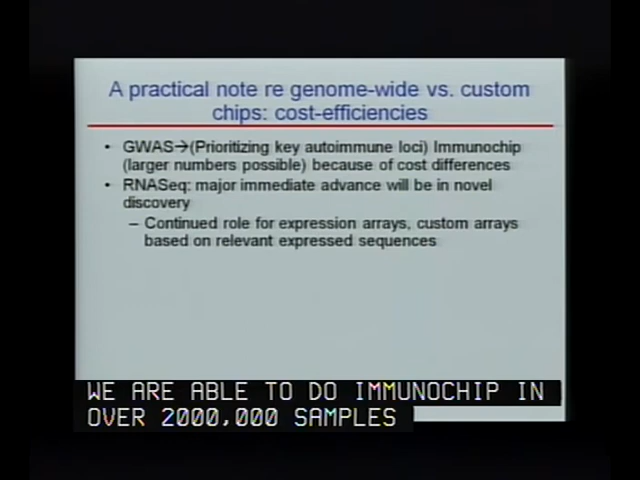 A practical note re genome-wide vs. custom
chips: cost-efficiencies
• GWAS→(Prioritizing key autoimmune loci) Immunochip
(larger numbers possible) because of cost differences
• RNASeq: major immediate advance will be in novel
discovery
– Continued role for expression arrays, custom arrays
based on relevant expressed sequences
WE ARE ABLE TO DO IMMUNOCHIP IN
OVER 2000,000 SAMPLES